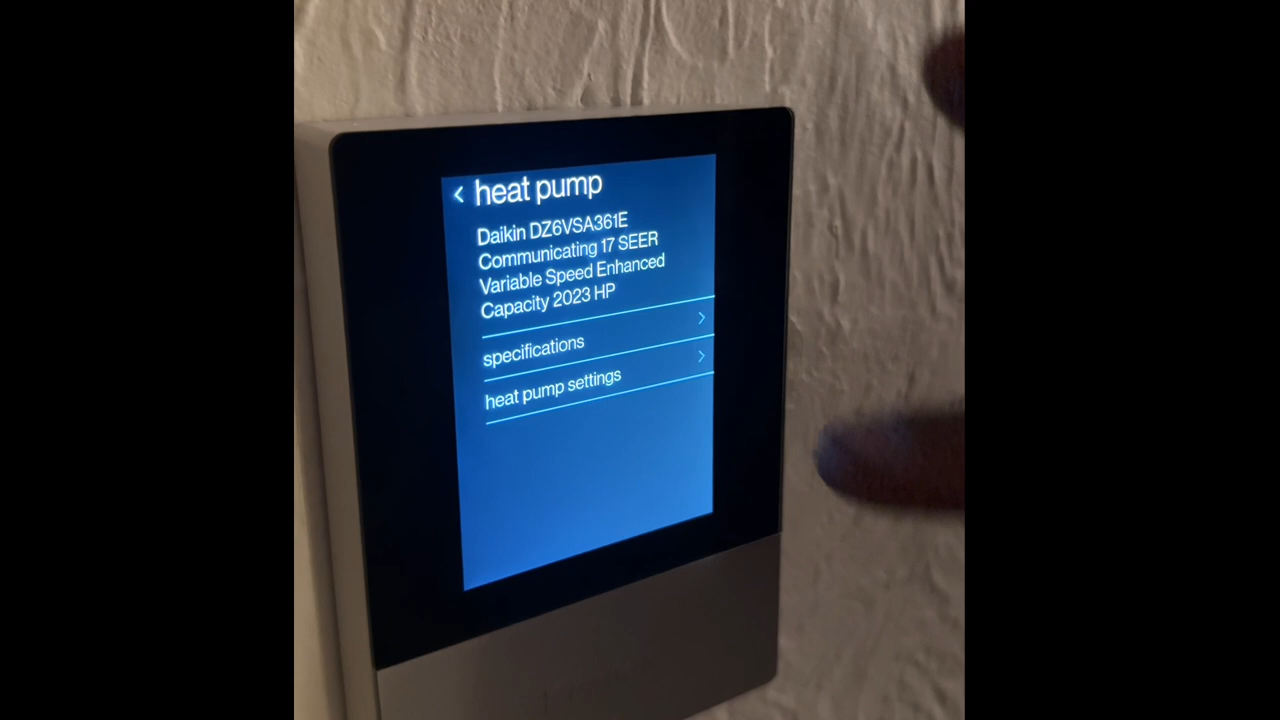 heat pump
Daikin DZ6VSA361E
Communicating 17 SEER
Variable Speed Enhanced
Capacity 2023 HP
specifications
heat pump settings